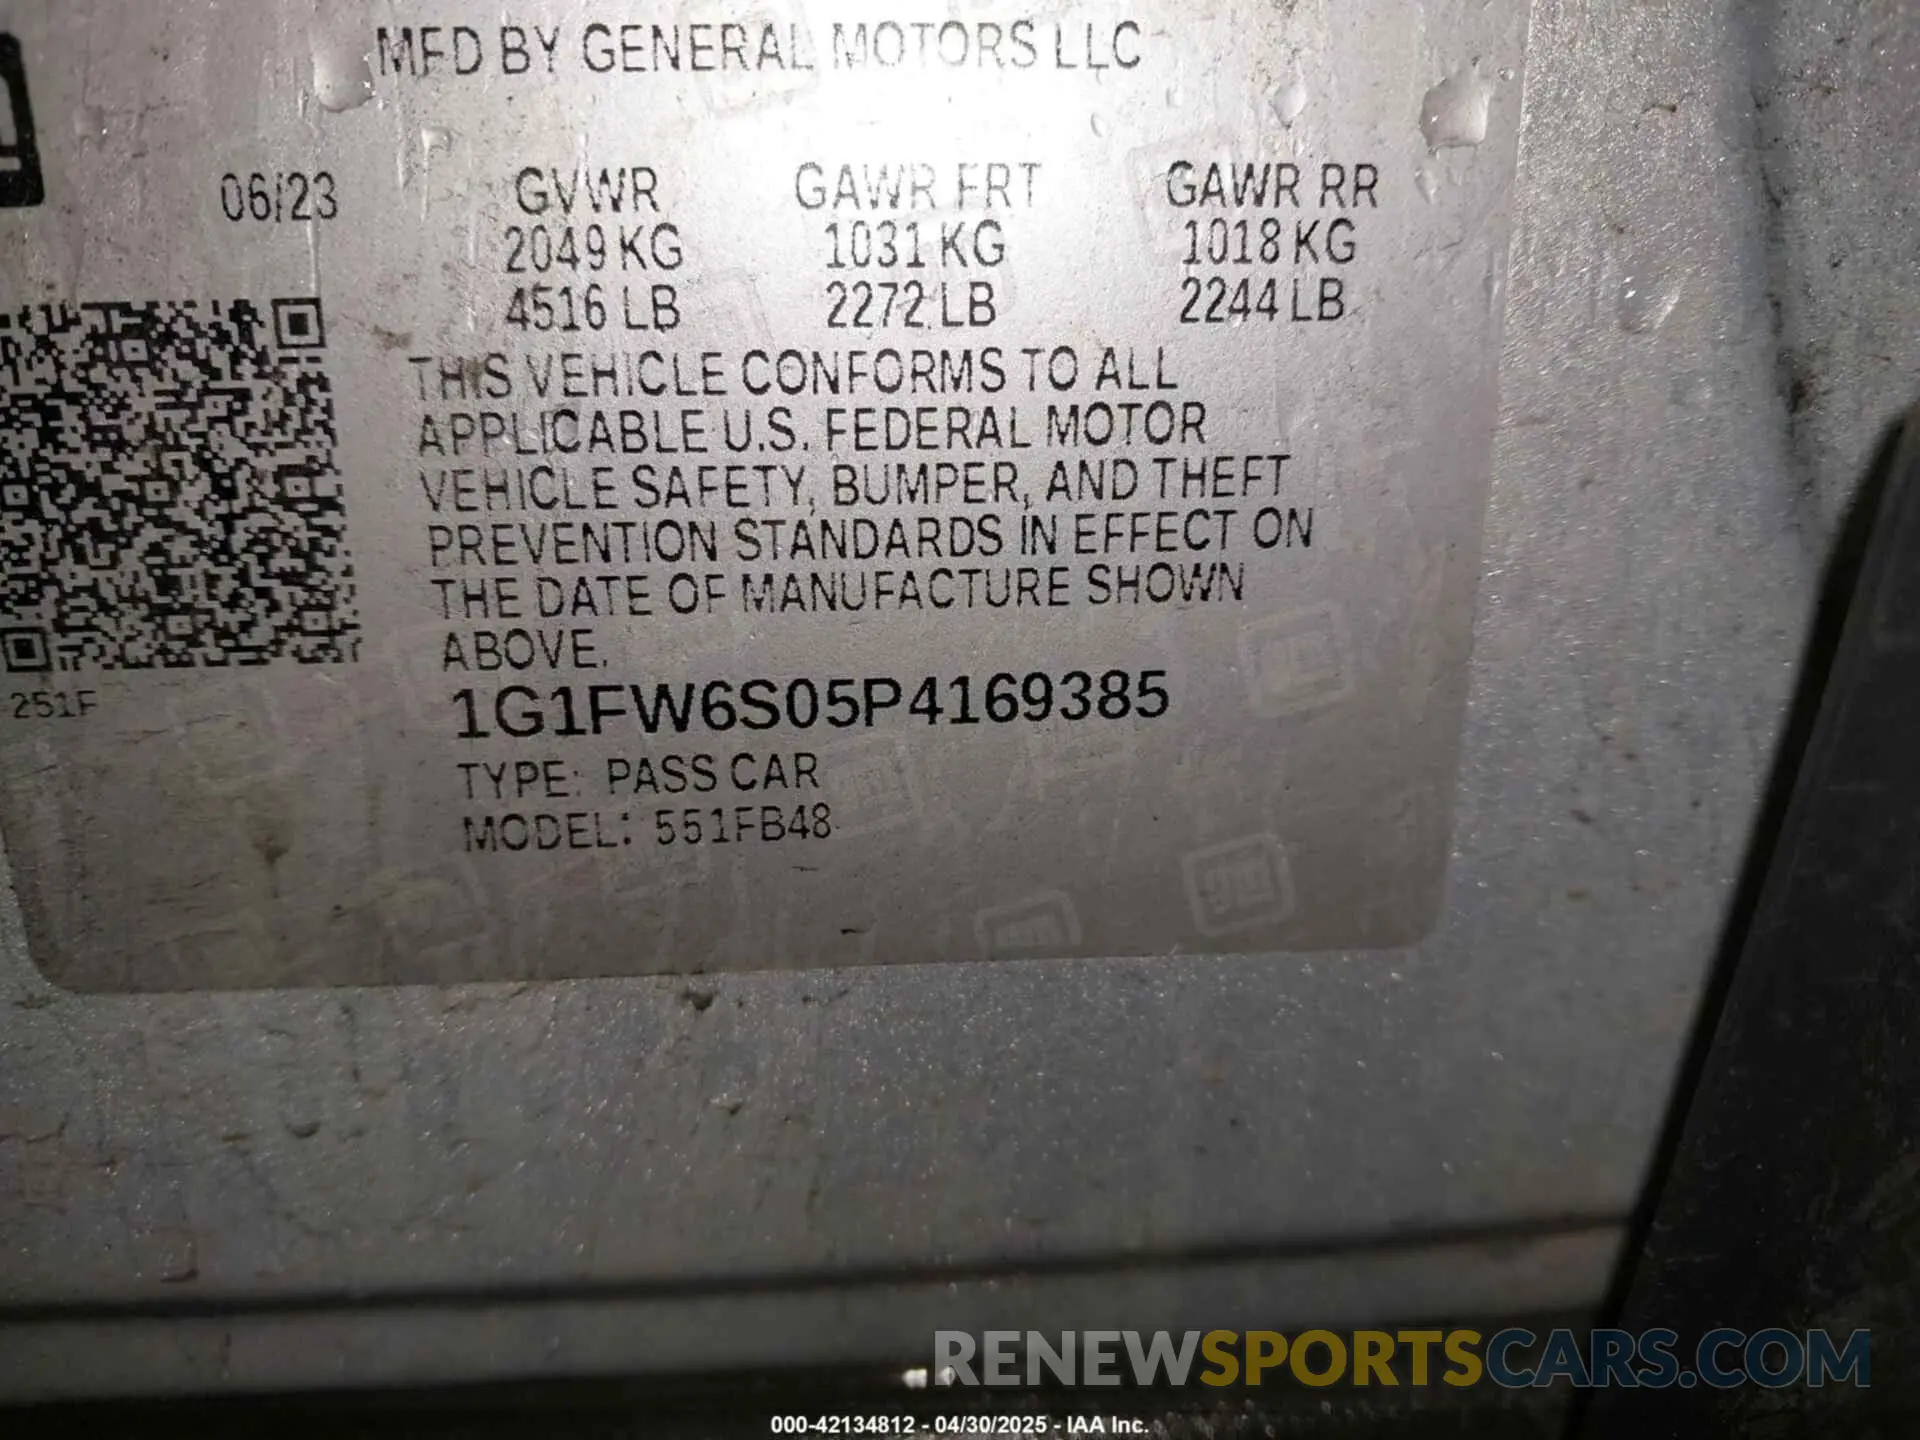 MFD BY GENERAL MOTORS LLC
06/23 GVWR GAWR FRT GAWR RR
2049 KG 1031 KG 1018 KG
4516 LB 2272 LB 2244 LB
THIS VEHICLE CONFORMS TO ALL
APPLICABLE U.S. FEDERAL MOTOR
VEHICLE SAFETY, BUMPER, AND THEFT
PREVENTION STANDARDS IN EFFECT ON
THE DATE OF MANUFACTURE SHOWN
ABOVE.
251F
1G1FW6S05P4169385
TYPE: PASS CAR
MODEL: 551FB48
RENEWSPORTSCARS.COM
000-42134812 - 04/30/2025 - IAA Inc.